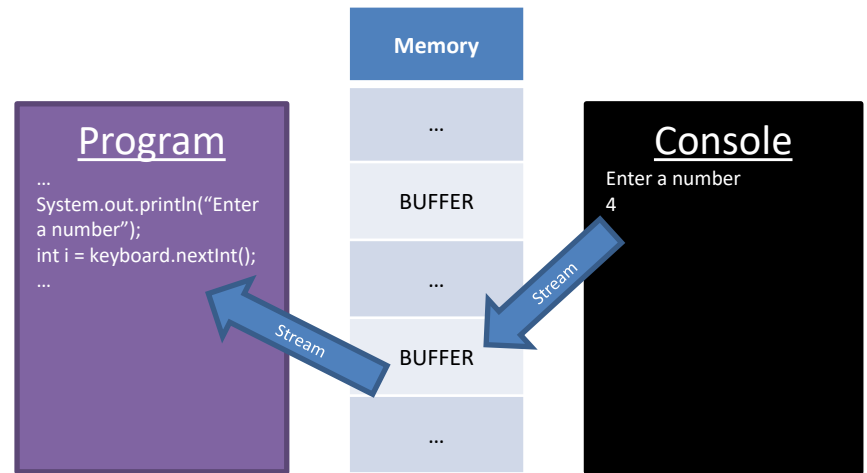 Memory
Program
...
System.out.println(“Enter
a number”);
int i = keyboard.nextInt();
...
...
BUFFER
...
BUFFER
...
Stream
Stream
Console
Enter a number
4